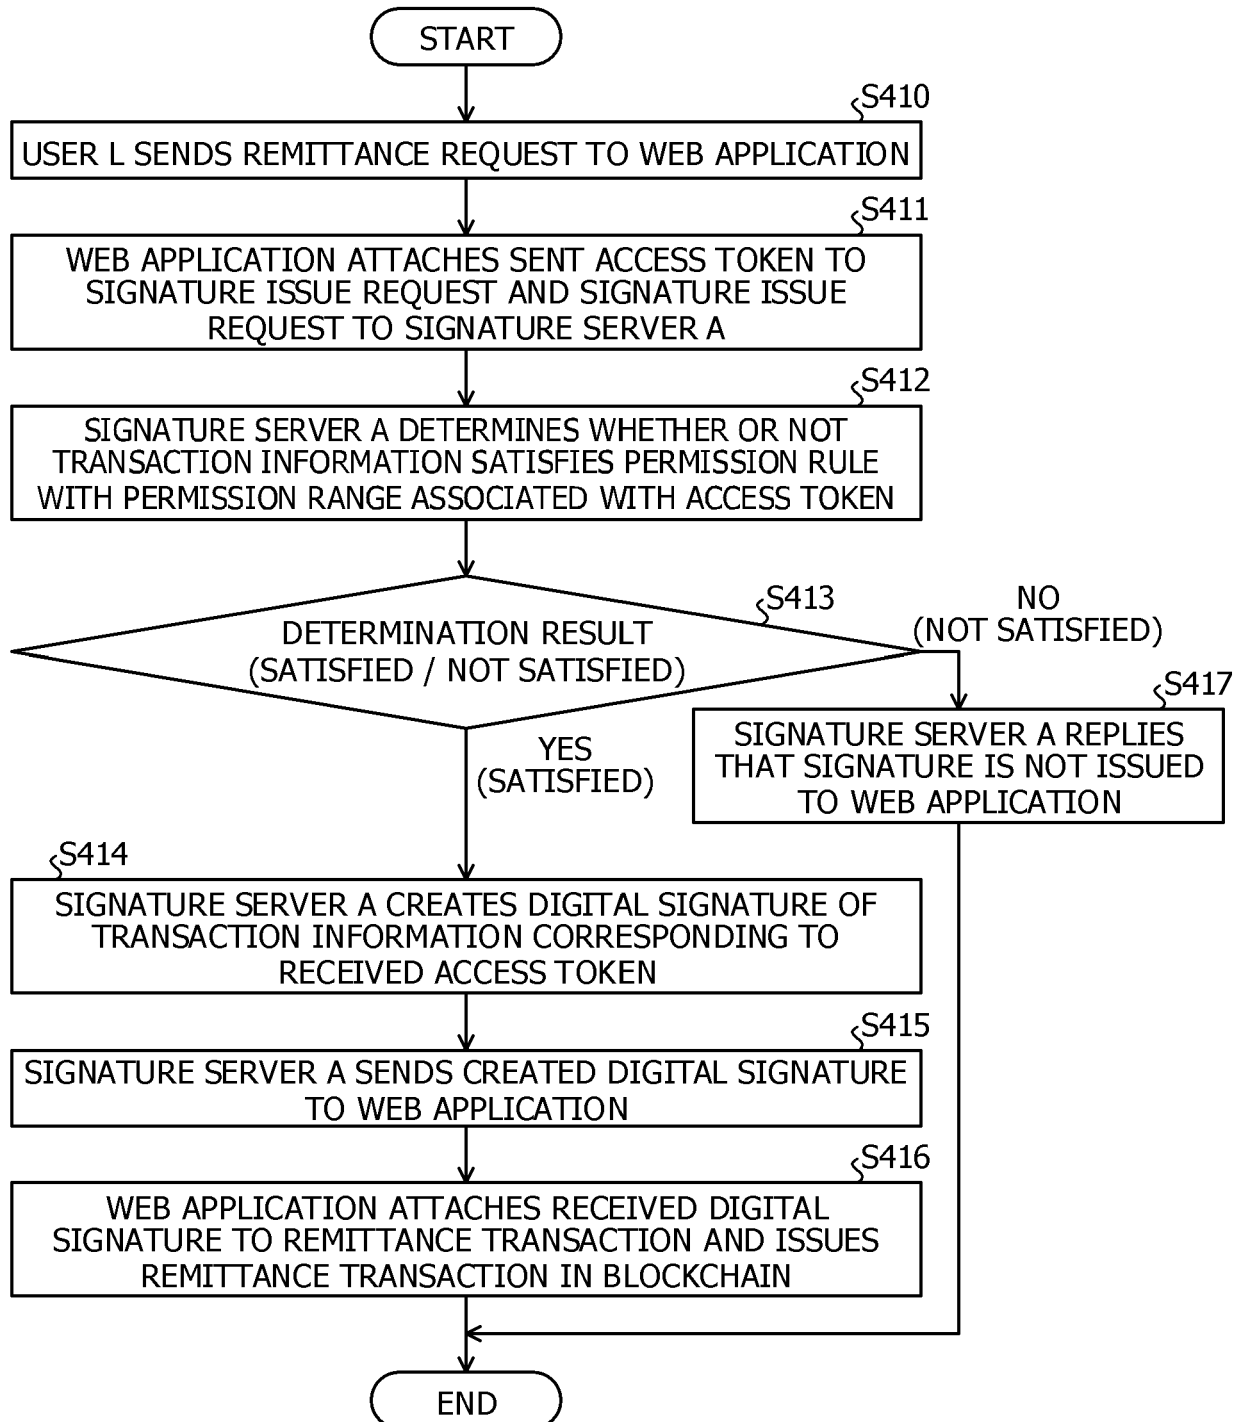 START
S410
USER L SENDS REMITTANCE REQUEST TO WEB APPLICATION
S411
WEB APPLICATION ATTACHES SENT ACCESS TOKEN TO
SIGNATURE ISSUE REQUEST AND SIGNATURE ISSUE
REQUEST TO SIGNATURE SERVER A
S412
SIGNATURE SERVER A DETERMINES WHETHER OR NOT
TRANSACTION INFORMATION SATISFIES PERMISSION RULE
WITH PERMISSION RANGE ASSOCIATED WITH ACCESS TOKEN
S413
DETERMINATION RESULT
(SATISFIED / NOT SATISFIED)
NO
(NOT SATISFIED)
S417
SIGNATURE SERVER A REPLIES
THAT SIGNATURE IS NOT ISSUED
TO WEB APPLICATION
YES
(SATISFIED)
S414
SIGNATURE SERVER A CREATES DIGITAL SIGNATURE OF
TRANSACTION INFORMATION CORRESPONDING TO
RECEIVED ACCESS TOKEN
S415
SIGNATURE SERVER A SENDS CREATED DIGITAL SIGNATURE
TO WEB APPLICATION
S416
WEB APPLICATION ATTACHES RECEIVED DIGITAL
SIGNATURE TO REMITTANCE TRANSACTION AND ISSUES
REMITTANCE TRANSACTION IN BLOCKCHAIN
END